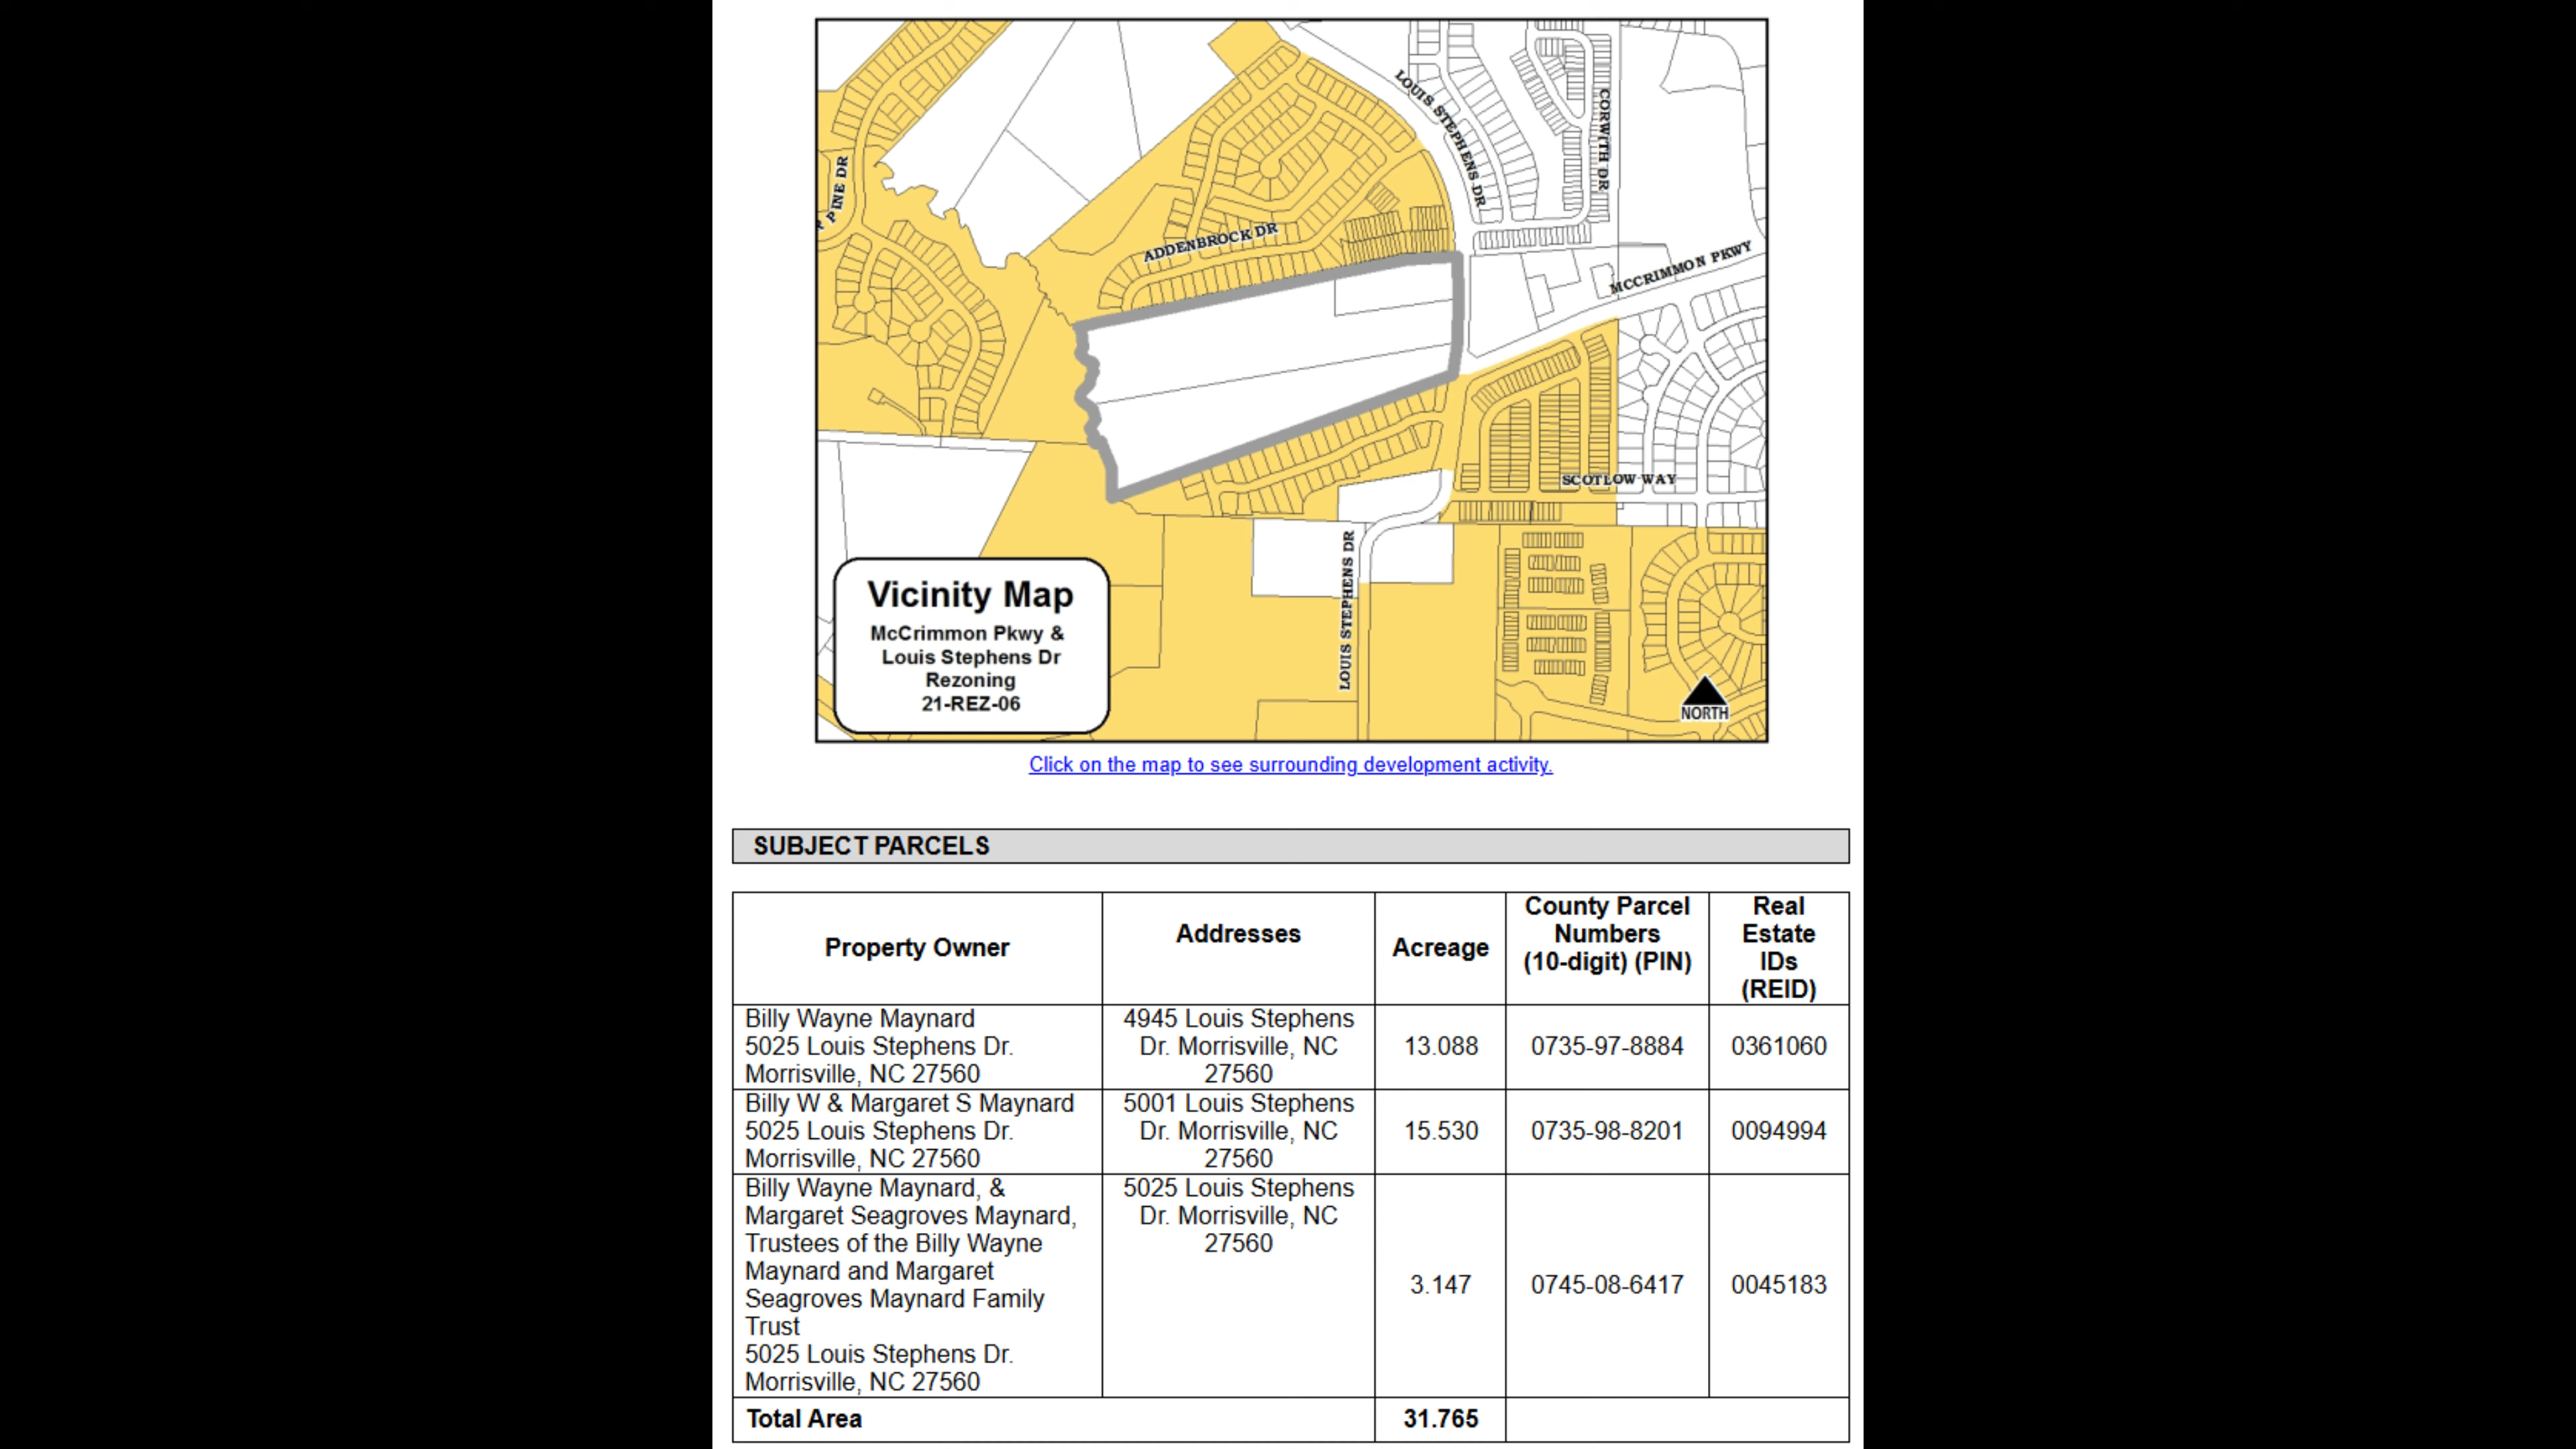 LOUIS STEPHENS DR
CORWITH DR
PINE DR
ADDENBROCK DR
MCCRIMMON PKWY
SCOTLOW WAY
LOUIS STEPHENS DR
Vicinity Map
McCrimmon Pkwy &
Louis Stephens Dr
Rezoning
21-REZ-06
NORTH
Click on the map to see surrounding development activity.
SUBJECT PARCELS
Property Owner
Addresses
Acreage
County Parcel
Numbers
(10-digit) (PIN)
Real
Estate
IDs
(REID)
Billy Wayne Maynard
5025 Louis Stephens Dr.
Morrisville, NC 27560
4945 Louis Stephens
Dr. Morrisville, NC
27560
13.088
0735-97-8884
0361060
Billy W & Margaret S Maynard
5025 Louis Stephens Dr.
Morrisville, NC 27560
5001 Louis Stephens
Dr. Morrisville, NC
27560
15.530
0735-98-8201
0094994
Billy Wayne Maynard, &
Margaret Seagroves Maynard,
Trustees of the Billy Wayne
Maynard and Margaret
Seagroves Maynard Family
Trust
5025 Louis Stephens Dr.
Morrisville, NC 27560
5025 Louis Stephens
Dr. Morrisville, NC
27560
3.147
0745-08-6417
0045183
Total Area
31.765